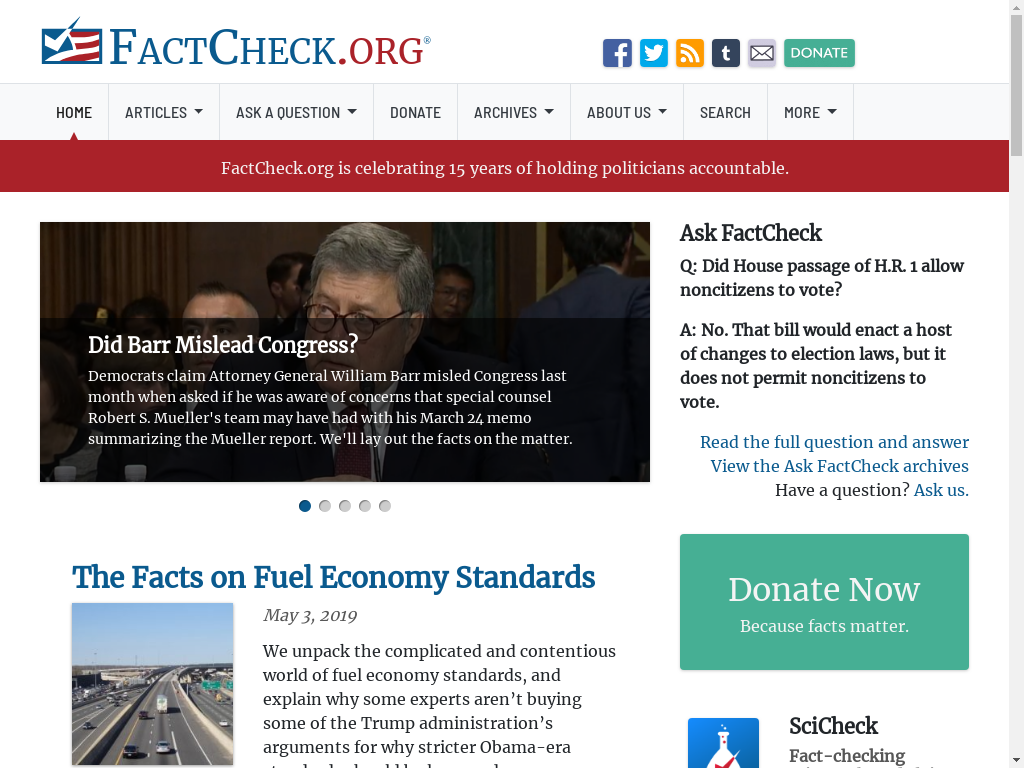 FACTCHECK.ORG®
DONATE
HOME ARTICLES ASK A QUESTION DONATE ARCHIVES ABOUT US SEARCH MORE
FactCheck.org is celebrating 15 years of holding politicians accountable.
Did Barr Mislead Congress?
Democrats claim Attorney General William Barr misled Congress last
month when asked if he was aware of concerns that special counsel
Robert S. Mueller's team may have had with his March 24 memo
summarizing the Mueller report. We'll lay out the facts on the matter.
The Facts on Fuel Economy Standards
May 3, 2019
We unpack the complicated and contentious
world of fuel economy standards, and
explain why some experts aren’t buying
some of the Trump administration’s
arguments for why stricter Obama-era
Ask FactCheck
Q: Did House passage of H.R. 1 allow
noncitizens to vote?
A: No. That bill would enact a host
of changes to election laws, but it
does not permit noncitizens to
vote.
Read the full question and answer
View the Ask FactCheck archives
Have a question? Ask us.
Donate Now
Because facts matter.
SciCheck
Fact-checking